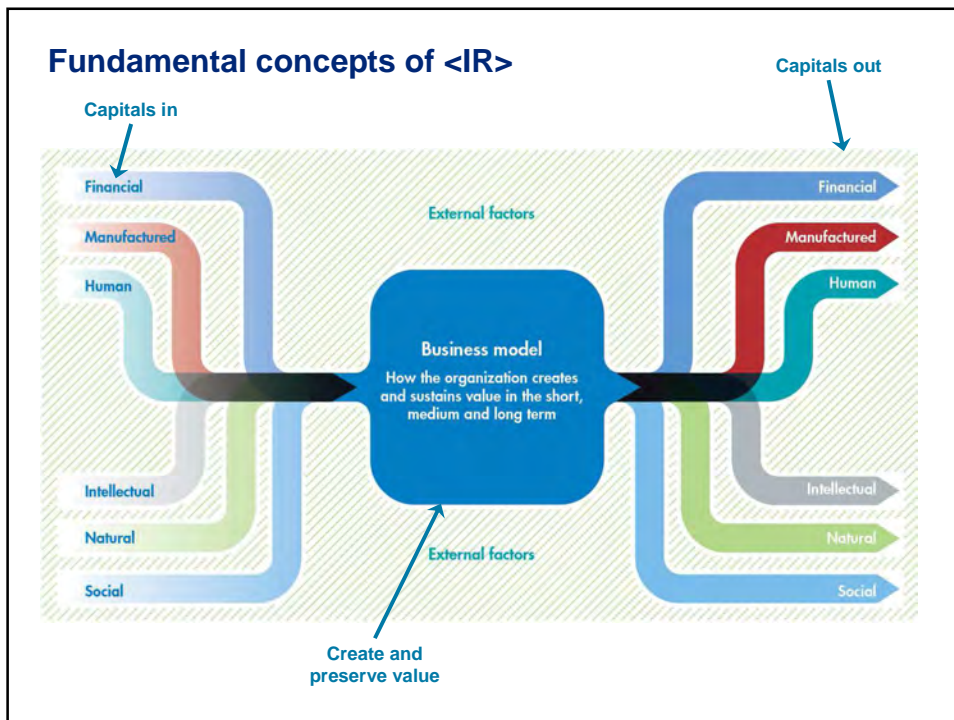 Fundamental concepts of <IR>
Capitals out
Capitals in
Financial
Manufactured
Human
Intellectual
Natural
Social
External factors
Business model
How the organization creates
and sustains value in the short,
medium and long term
External factors
Financial
Manufactured
Human
Intellectual
Natural
Social
Create and
preserve value